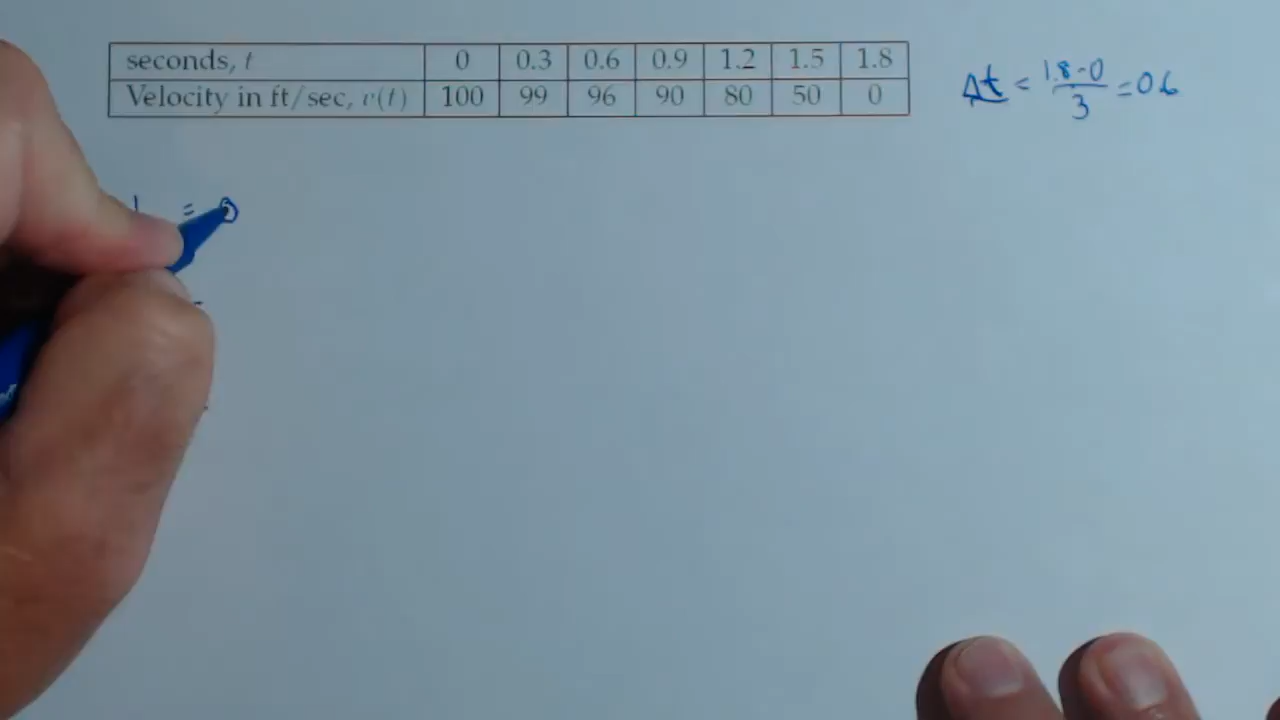 seconds, t 0 0.3 0.6 0.9 1.2 1.5 1.8
Velocity in ft/sec, v(t) 100 99 96 90 80 50 0
Δt = 1.8-0/3 = 0.6
= 0